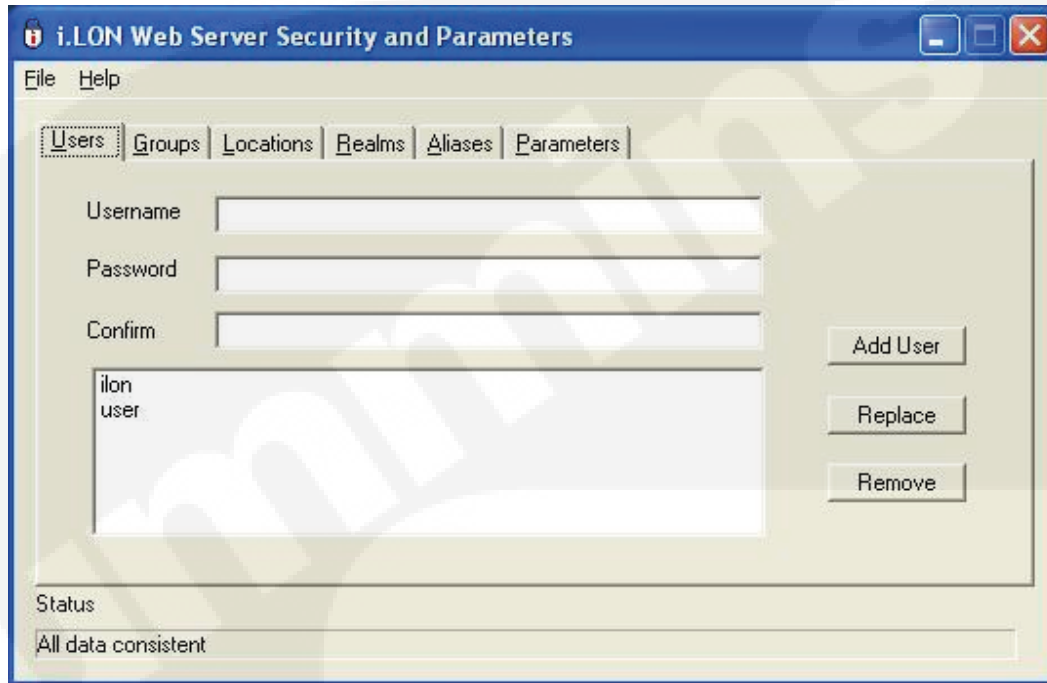 i.LON Web Server Security and Parameters
File Help
Users Groups Locations Realms Aliases Parameters
Username
Password
Confirm
Add User
ilon
user
Replace
Remove
Status
All data consistent